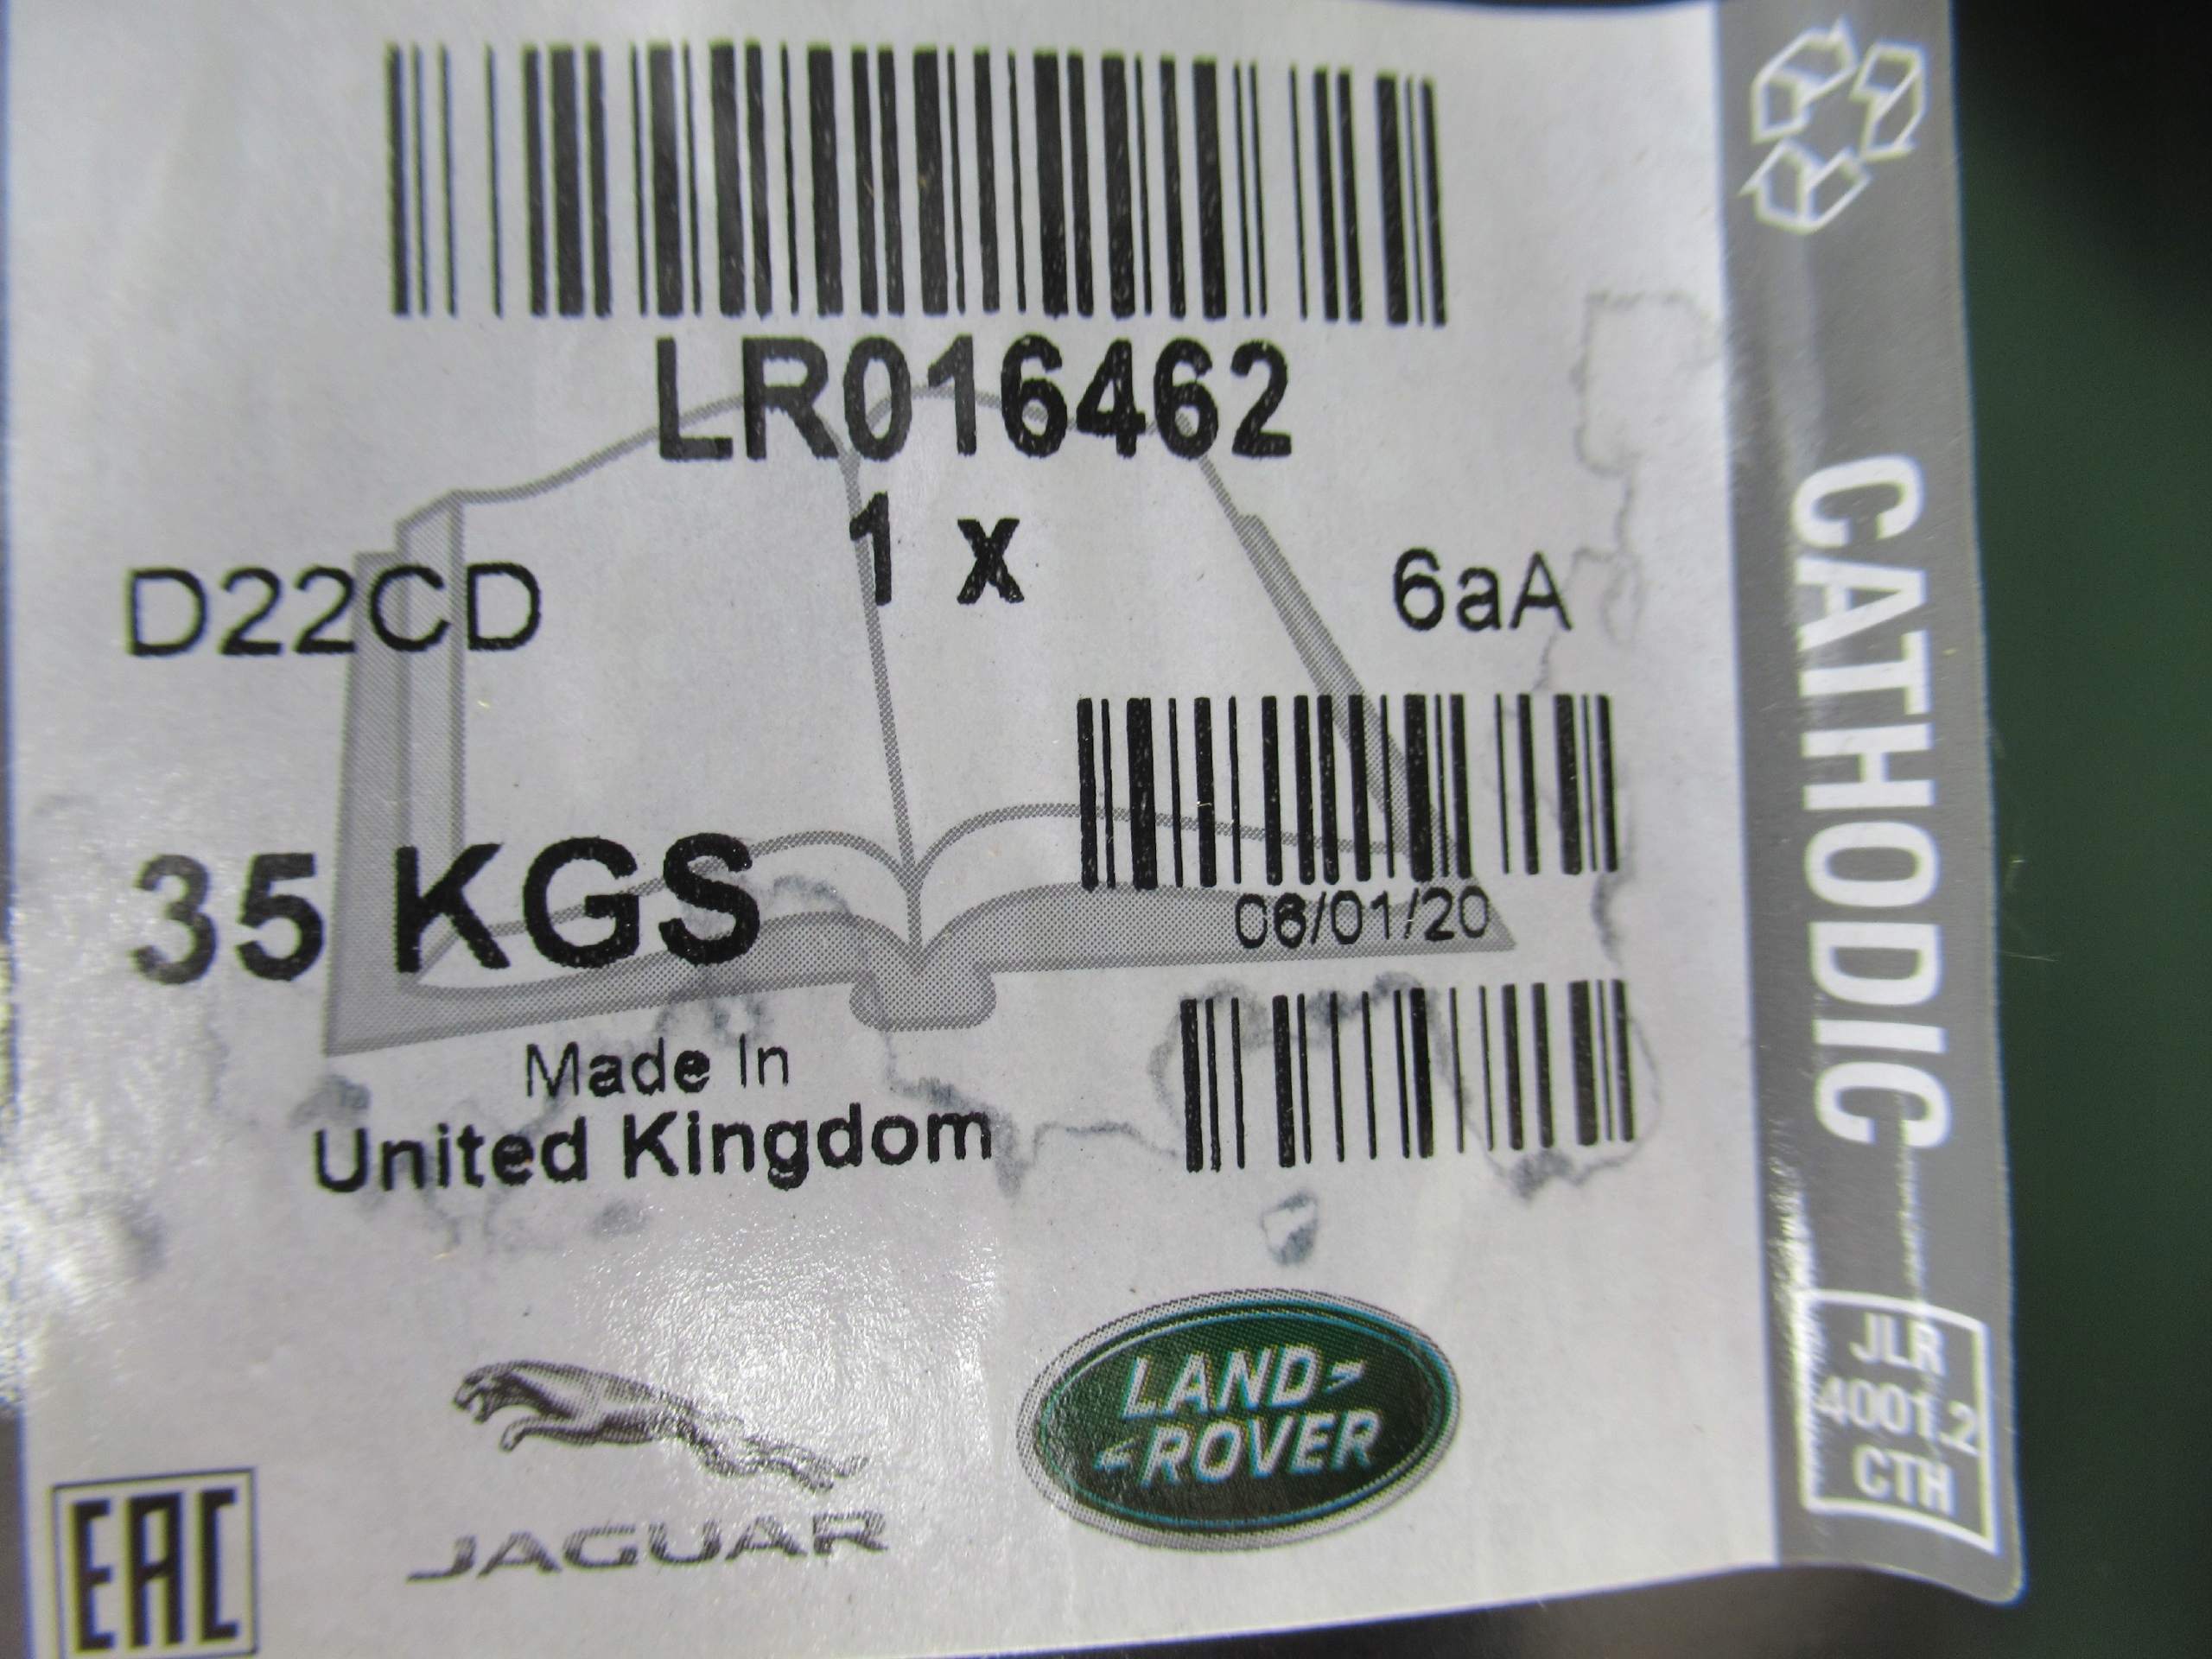 LR016462
1 x
D22CD
6aA
35 KGS
06/01/20
Made In
United Kingdom
JAGUAR
LAND
ROVER
EAC
CATHODIC
JLR
4001.2
CTH